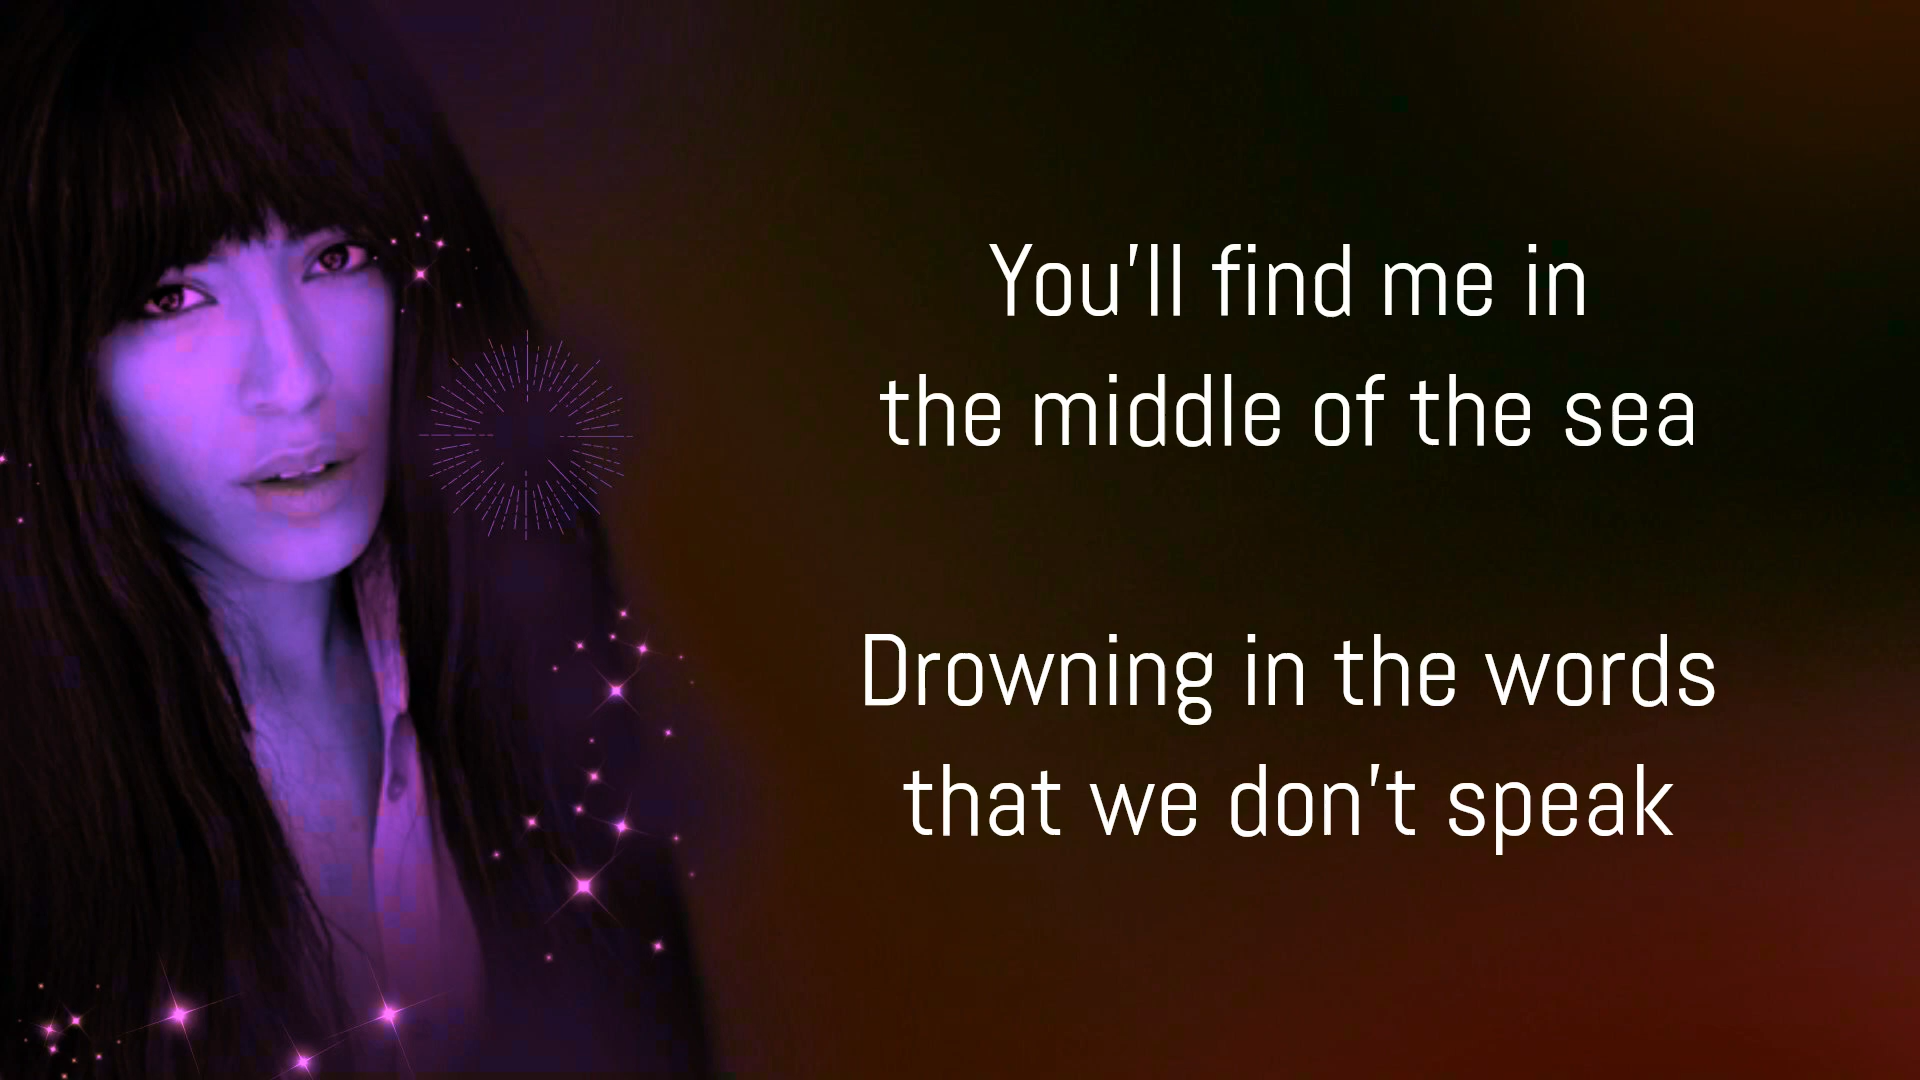 You'll find me in
the middle of the sea
Drowning in the words
that we don't speak